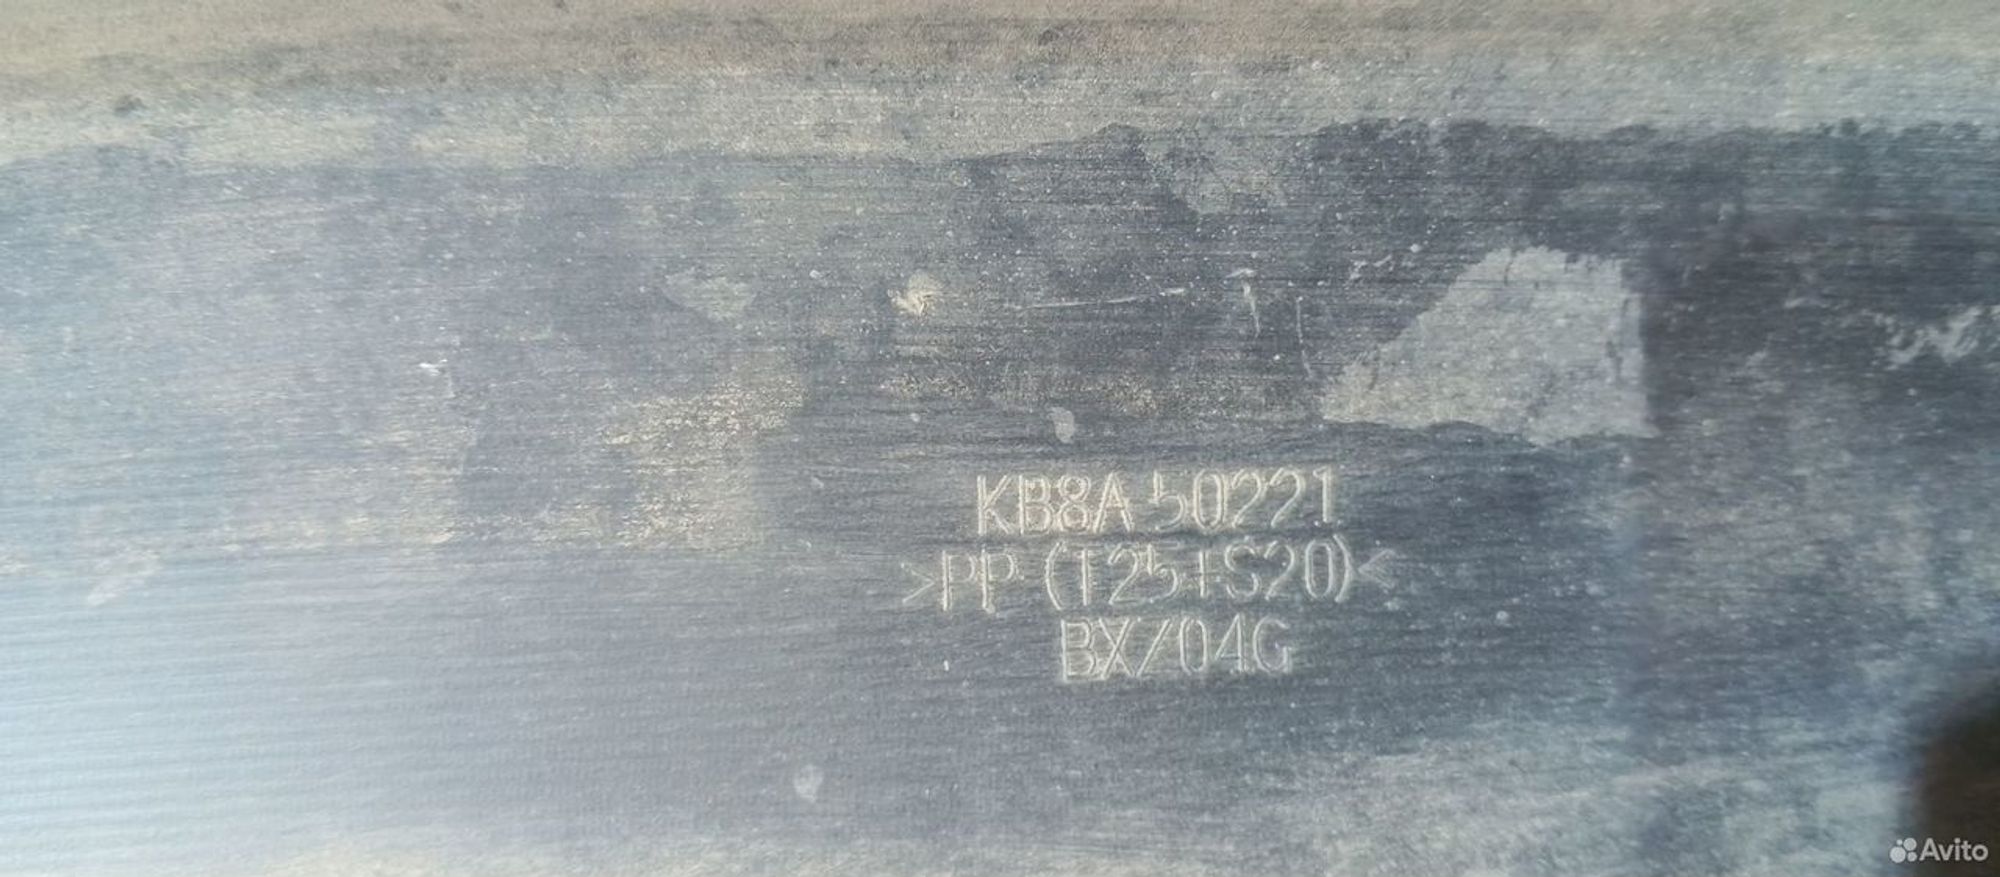 KB8A 50221
>PP (T25+S20)<
BX/04G
Avito